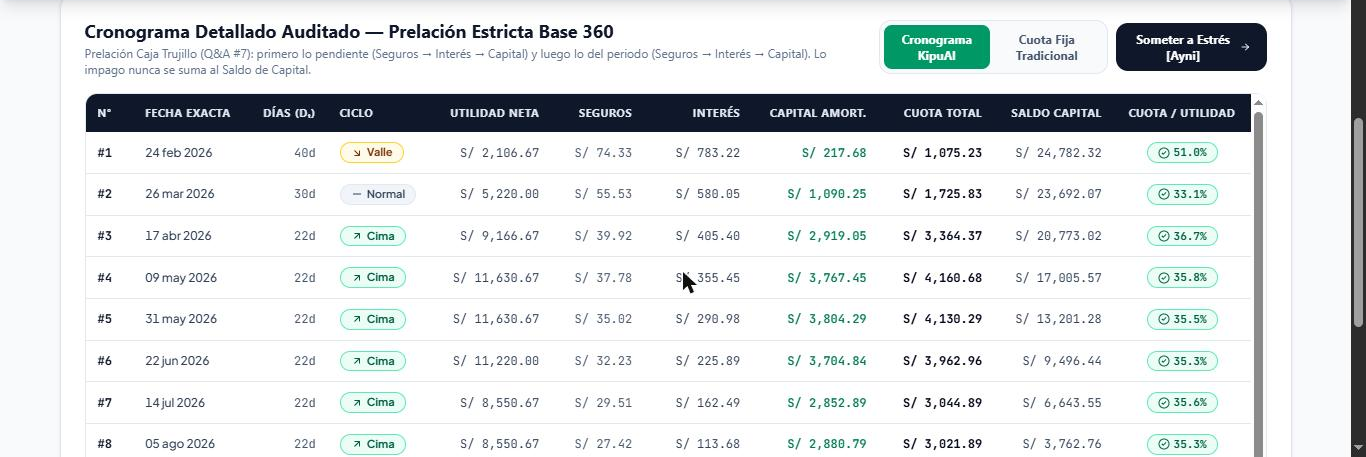 Cronograma Detallado Auditado — Prelación Estricta Base 360
Prelación Caja Trujillo (Q&A #7): primero lo pendiente (Seguros → Interés → Capital) y luego lo del periodo (Seguros → Interés → Capital). Lo
impago nunca se suma al Saldo de Capital.
Cronograma
KipuAI
Cuota Fija
Tradicional
Someter a Estrés
[Ayni] →
N° FECHA EXACTA DÍAS (Dₜ) CICLO UTILIDAD NETA SEGUROS INTERÉS CAPITAL AMORT. CUOTA TOTAL SALDO CAPITAL CUOTA / UTILIDAD
#1 24 feb 2026 40d Valle S/ 2,106.67 S/ 74.33 S/ 783.22 S/ 217.68 S/ 1,075.23 S/ 24,782.32 51.0%
#2 26 mar 2026 30d Normal S/ 5,220.00 S/ 55.53 S/ 580.05 S/ 1,090.25 S/ 1,725.83 S/ 23,692.07 33.1%
#3 17 abr 2026 22d Cima S/ 9,166.67 S/ 39.92 S/ 405.40 S/ 2,919.05 S/ 3,364.37 S/ 20,773.02 36.7%
#4 09 may 2026 22d Cima S/ 11,630.67 S/ 37.78 S/ 355.45 S/ 3,767.45 S/ 4,160.68 S/ 17,005.57 35.8%
#5 31 may 2026 22d Cima S/ 11,630.67 S/ 35.02 S/ 290.98 S/ 3,804.29 S/ 4,130.29 S/ 13,201.28 35.5%
#6 22 jun 2026 22d Cima S/ 11,220.00 S/ 32.23 S/ 225.89 S/ 3,704.84 S/ 3,962.96 S/ 9,496.44 35.3%
#7 14 jul 2026 22d Cima S/ 8,550.67 S/ 29.51 S/ 162.49 S/ 2,852.89 S/ 3,044.89 S/ 6,643.55 35.6%
#8 05 ago 2026 22d Cima S/ 8,550.67 S/ 27.42 S/ 113.68 S/ 2,880.79 S/ 3,021.89 S/ 3,762.76 35.3%